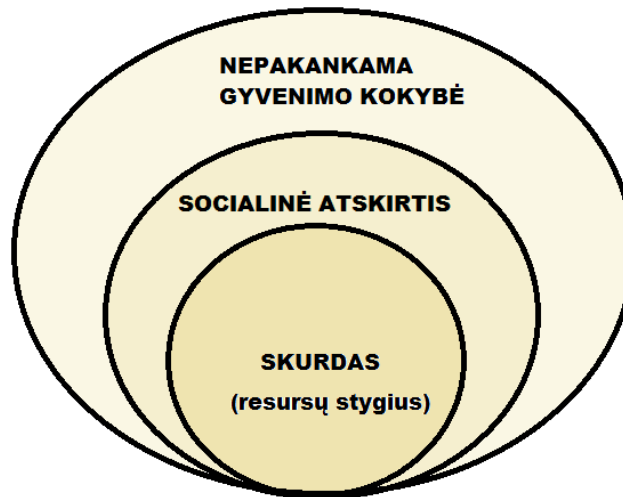 NEPAKANKAMA
GYVENIMO KOKYBĖ
SOCIALINĖ ATSKIRTIS
SKURDAS
(resursų stygius)